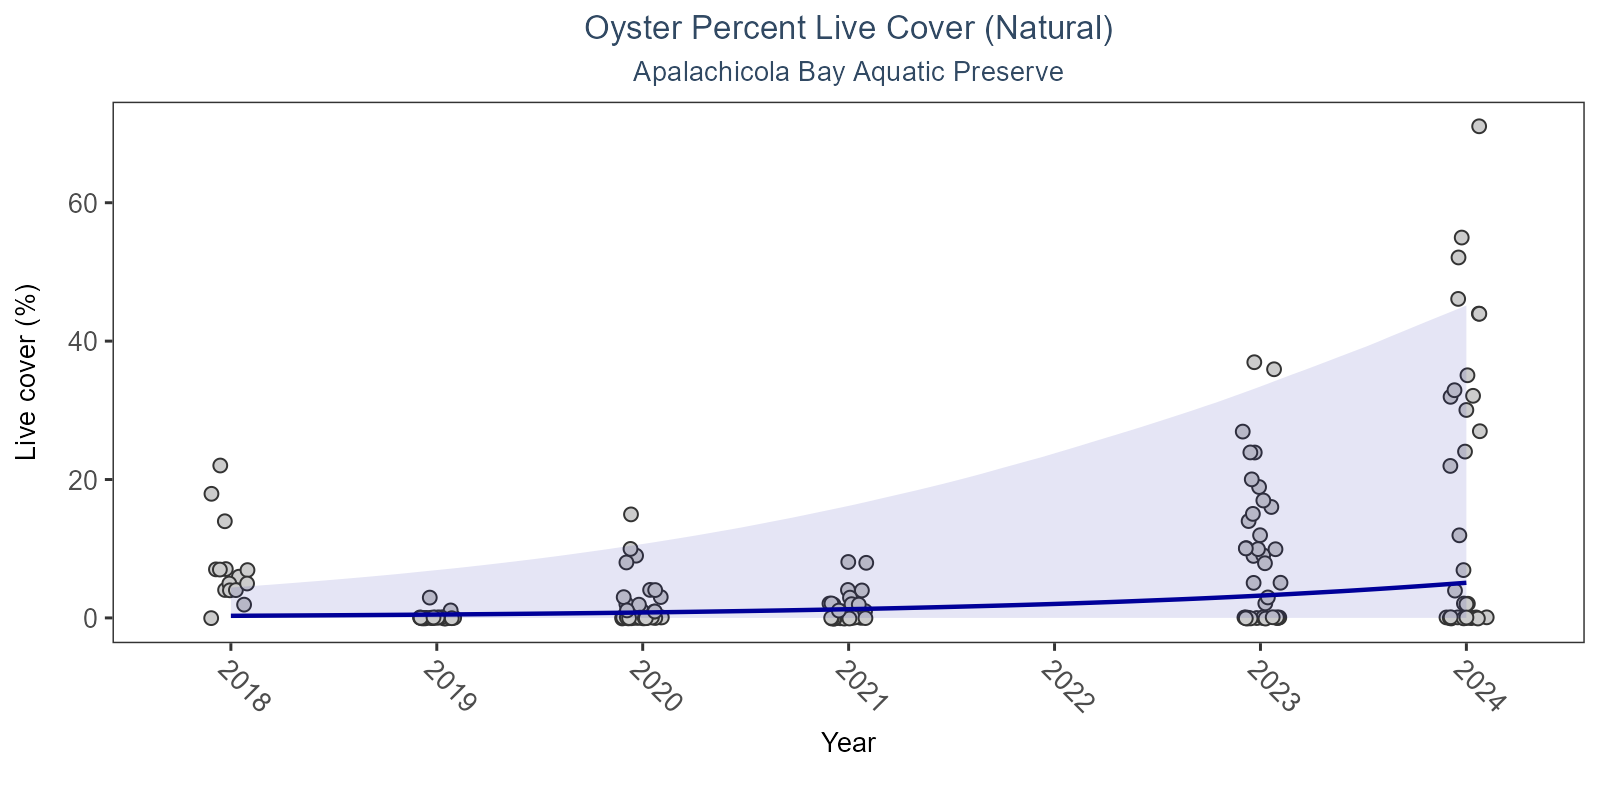 Oyster Percent Live Cover (Natural)
Apalachicola Bay Aquatic Preserve
Live cover (%)
60
40
20
0
2018
2019
2020
2021
2022
2023
2024
Year